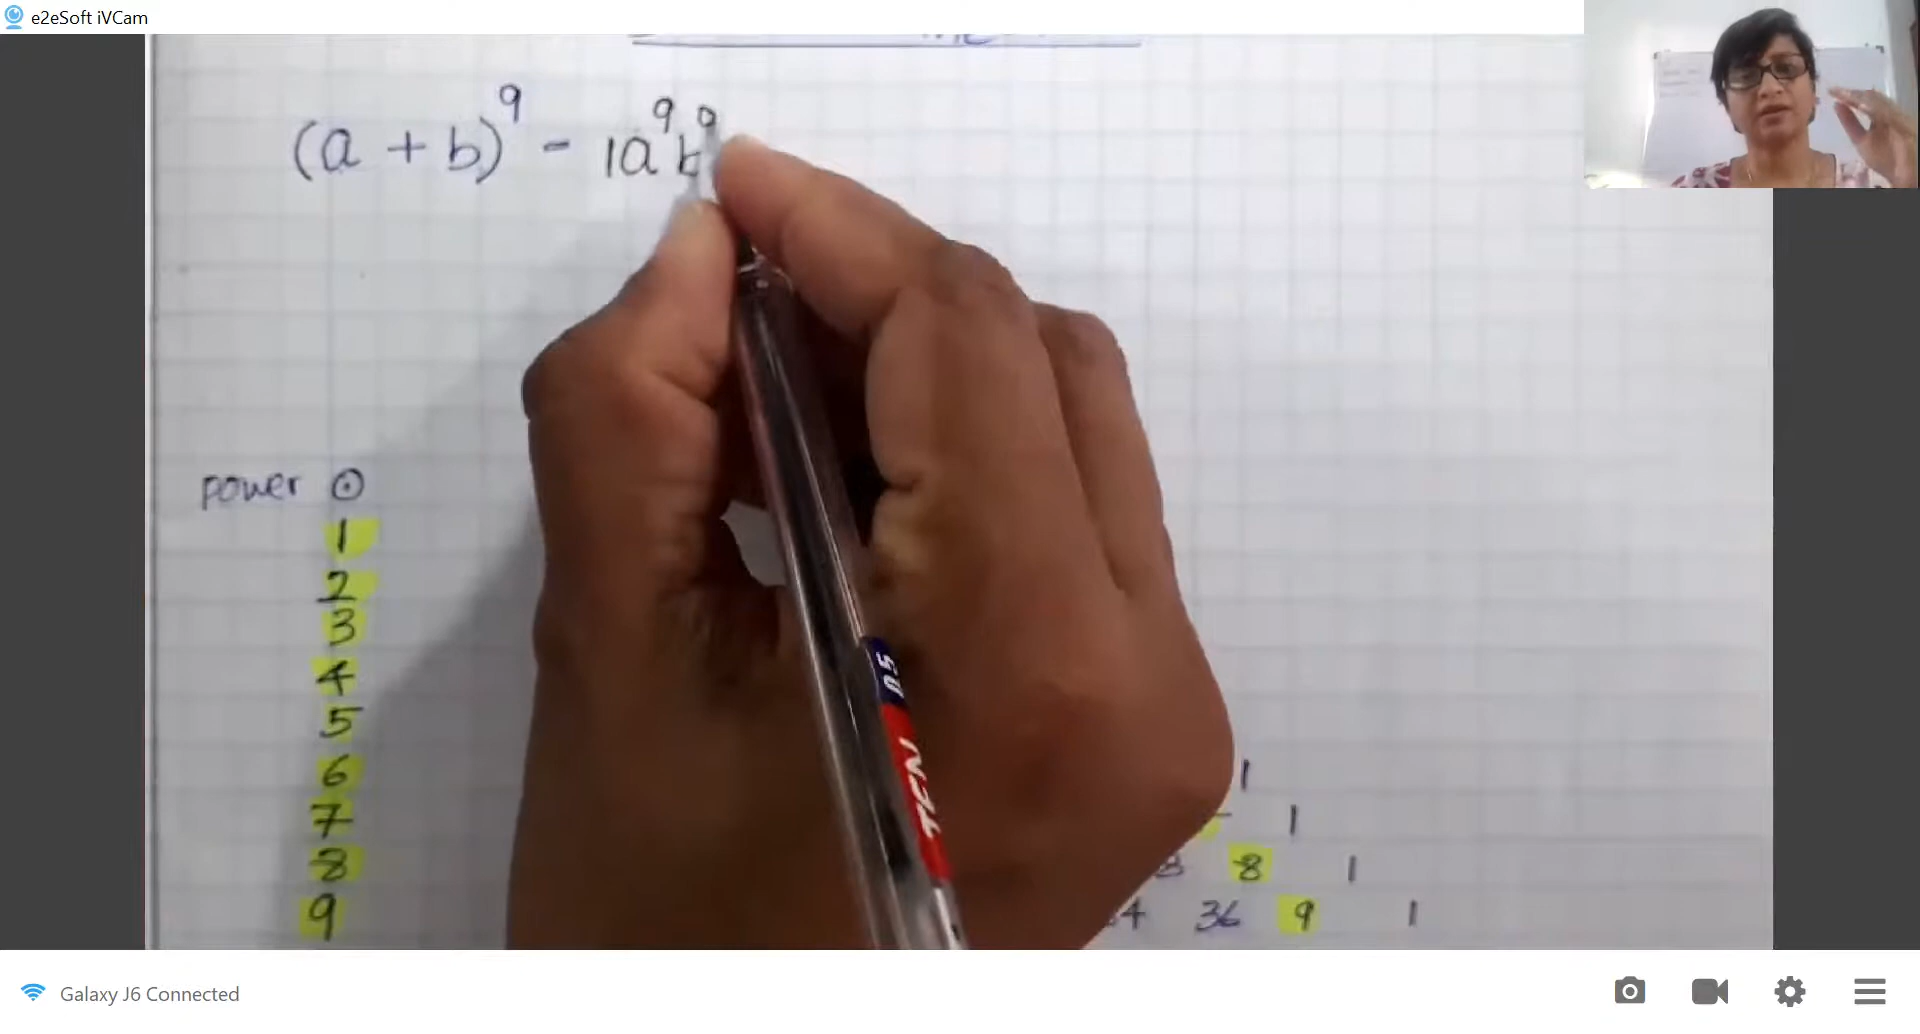 e2eSoft iVCam
(a + b)⁹ - 1a⁹b⁰
power 0
1
2
3
4
5
6 1
7 1
8 8 1
9 36 9 1
0.5
TEN
Galaxy J6 Connected